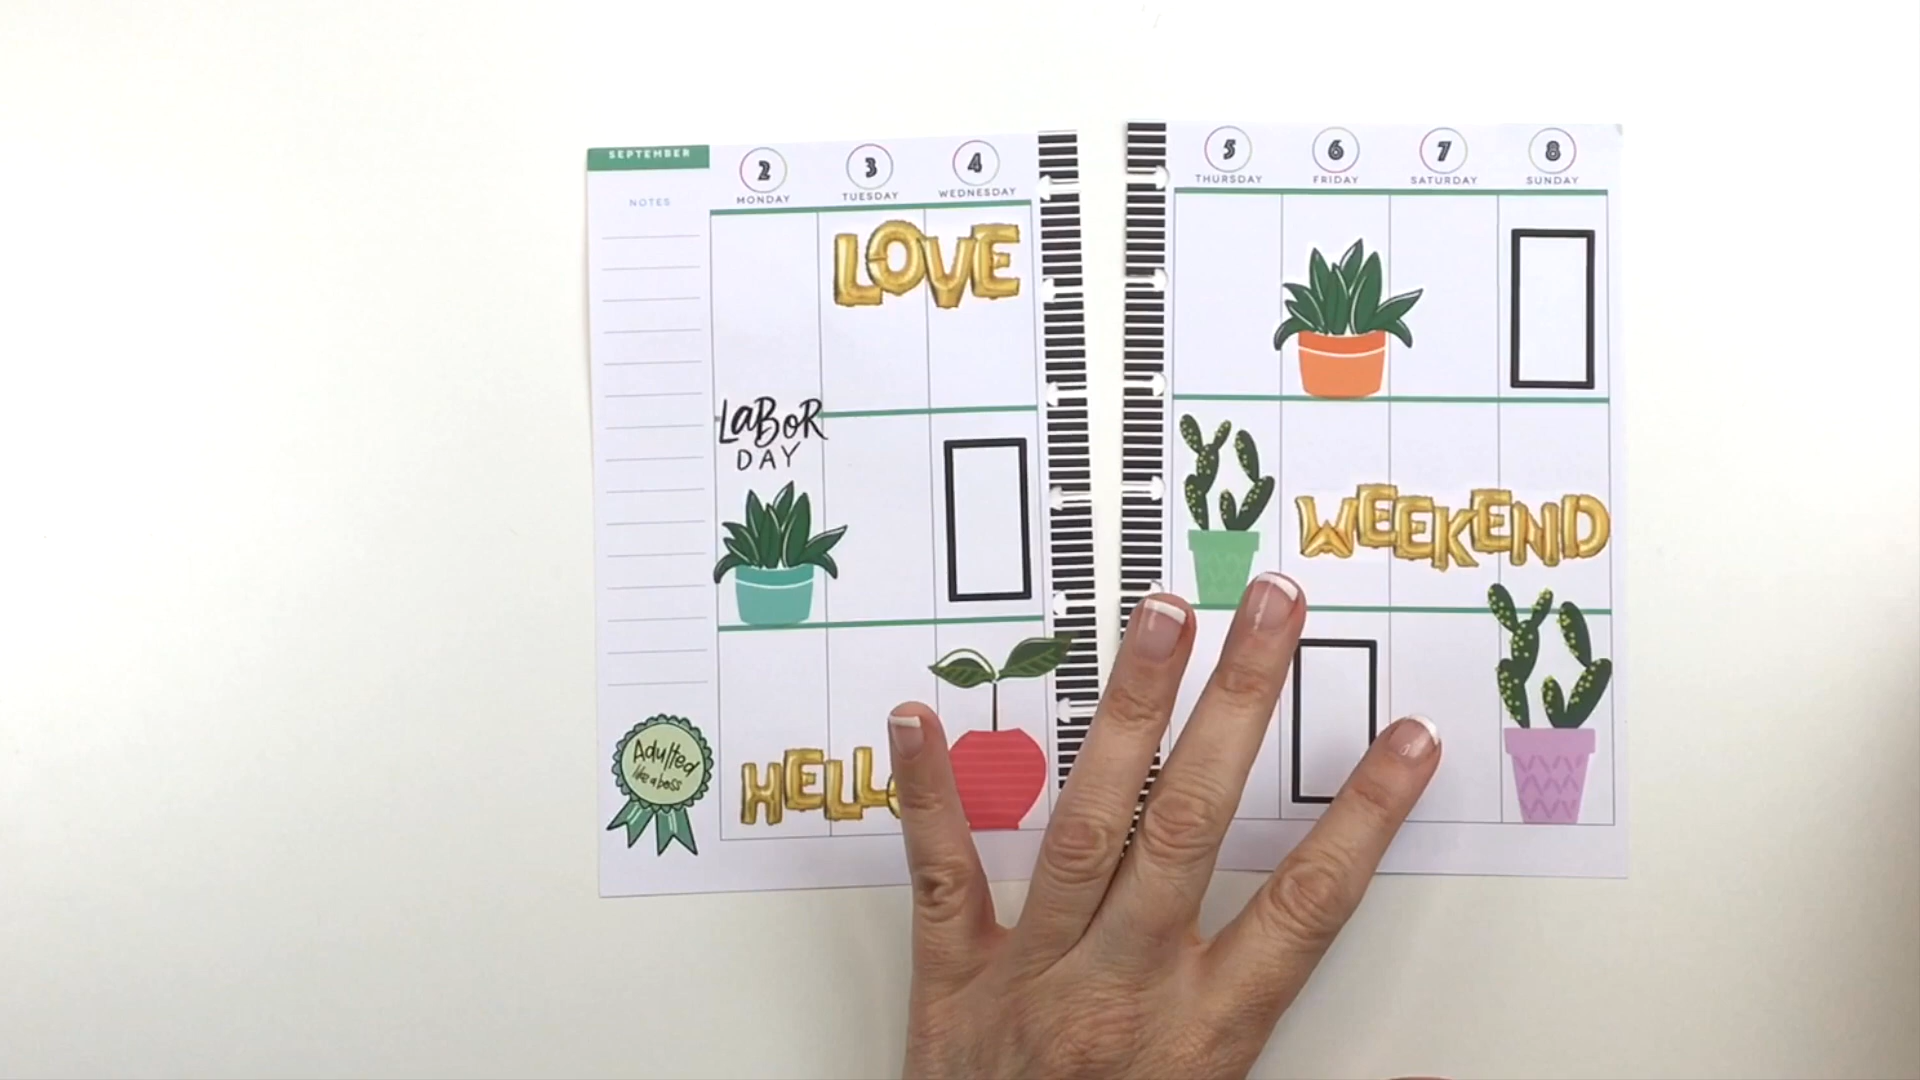 SEPTEMBER
NOTES
2
MONDAY
3
TUESDAY
4
WEDNESDAY
LOVE
LABOR
DAY
Adulted
like a boss
HELLO
5
THURSDAY
6
FRIDAY
7
SATURDAY
8
SUNDAY
WEEKEND